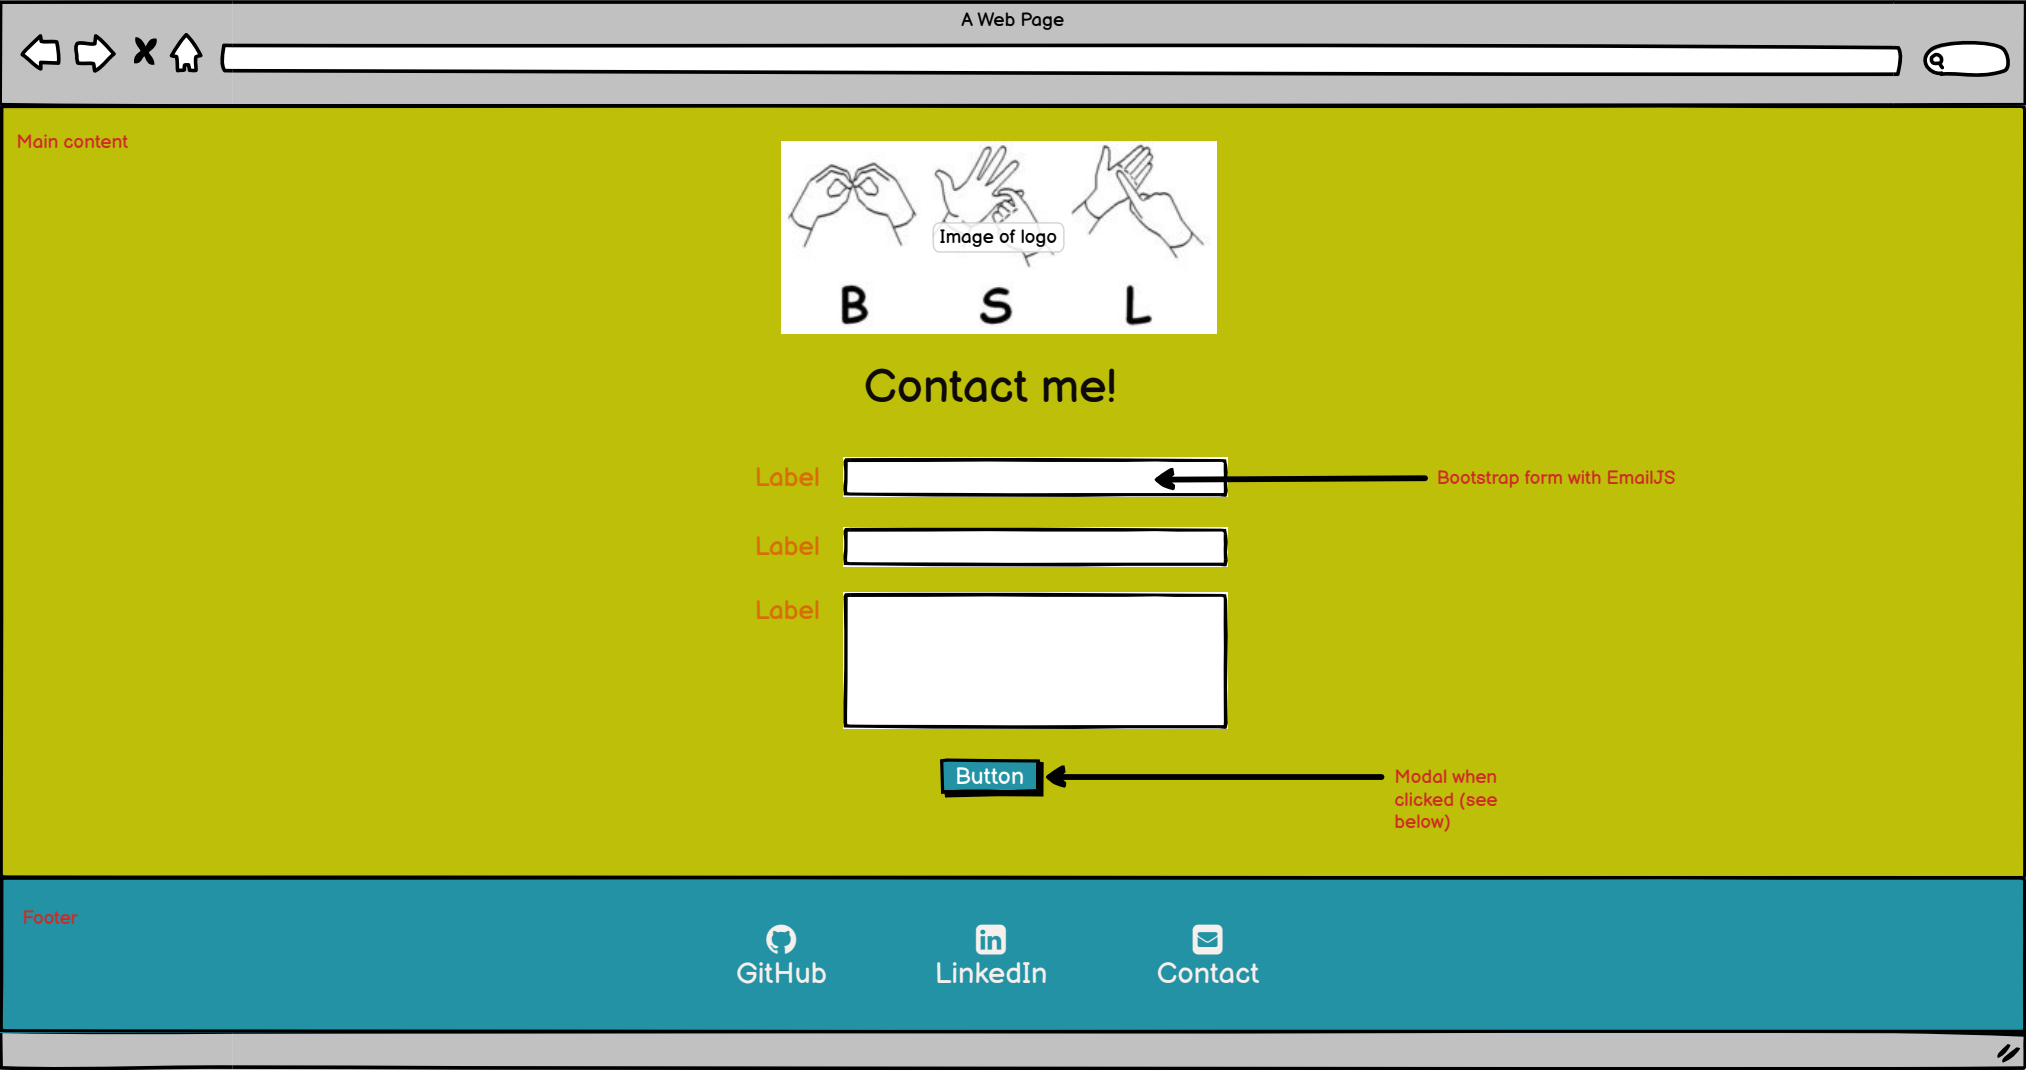 A Web Page
Main content
Image of logo
B S L
Contact me!
Label
Bootstrap form with EmailJS
Label
Label
Button
Modal when
clicked (see
below)
Footer
GitHub
LinkedIn
Contact